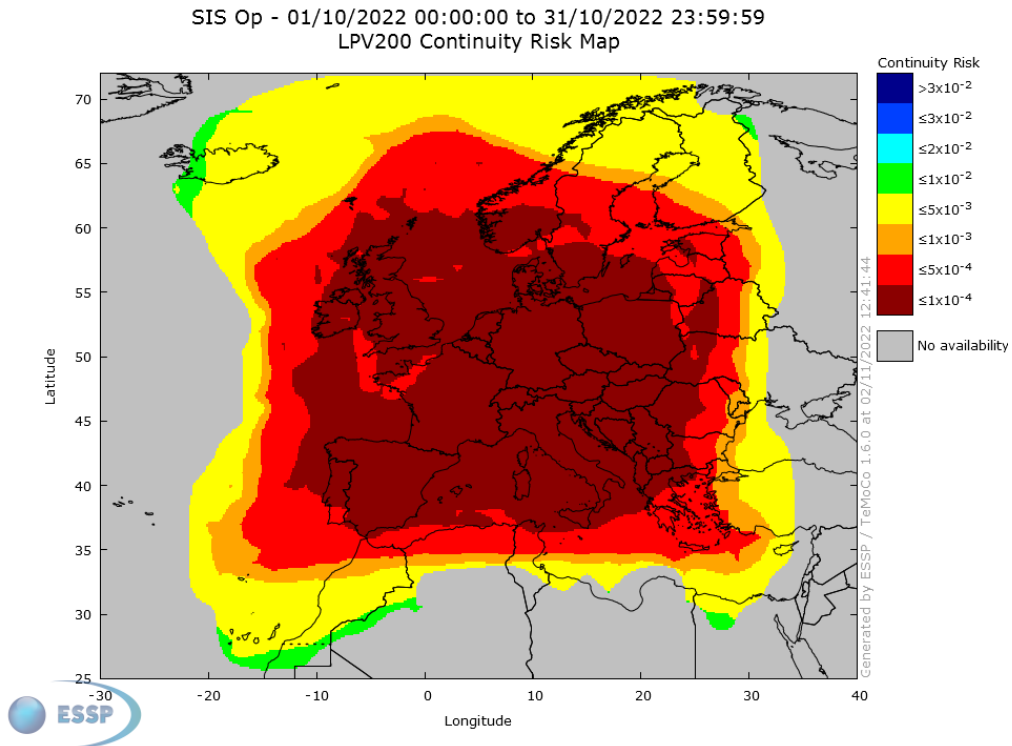 SIS Op - 01/10/2022 00:00:00 to 31/10/2022 23:59:59
LPV200 Continuity Risk Map
Continuity Risk
>3x10⁻²
≤3x10⁻²
≤2x10⁻²
≤1x10⁻²
≤5x10⁻³
≤1x10⁻³
≤5x10⁻⁴
≤1x10⁻⁴
No availability
Latitude
70
65
60
55
50
45
40
35
30
25
-30
-20
-10
0
10
20
30
40
Longitude
Generated by ESSP / TeMoCo 1.6.0 at 02/11/2022 12:41:44
ESSP